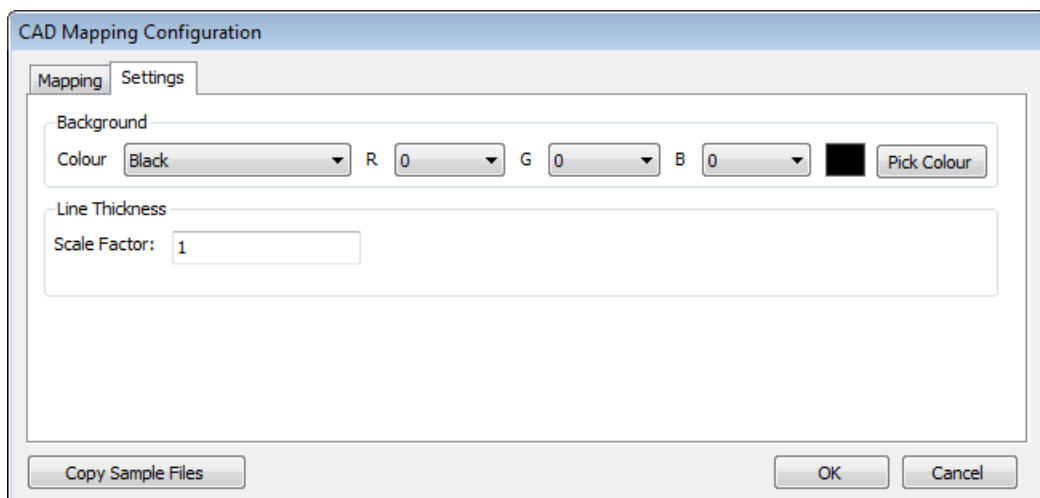 CAD Mapping Configuration
Mapping Settings
Background
Colour Black R 0 G 0 B 0 Pick Colour
Line Thickness
Scale Factor: 1
Copy Sample Files OK Cancel